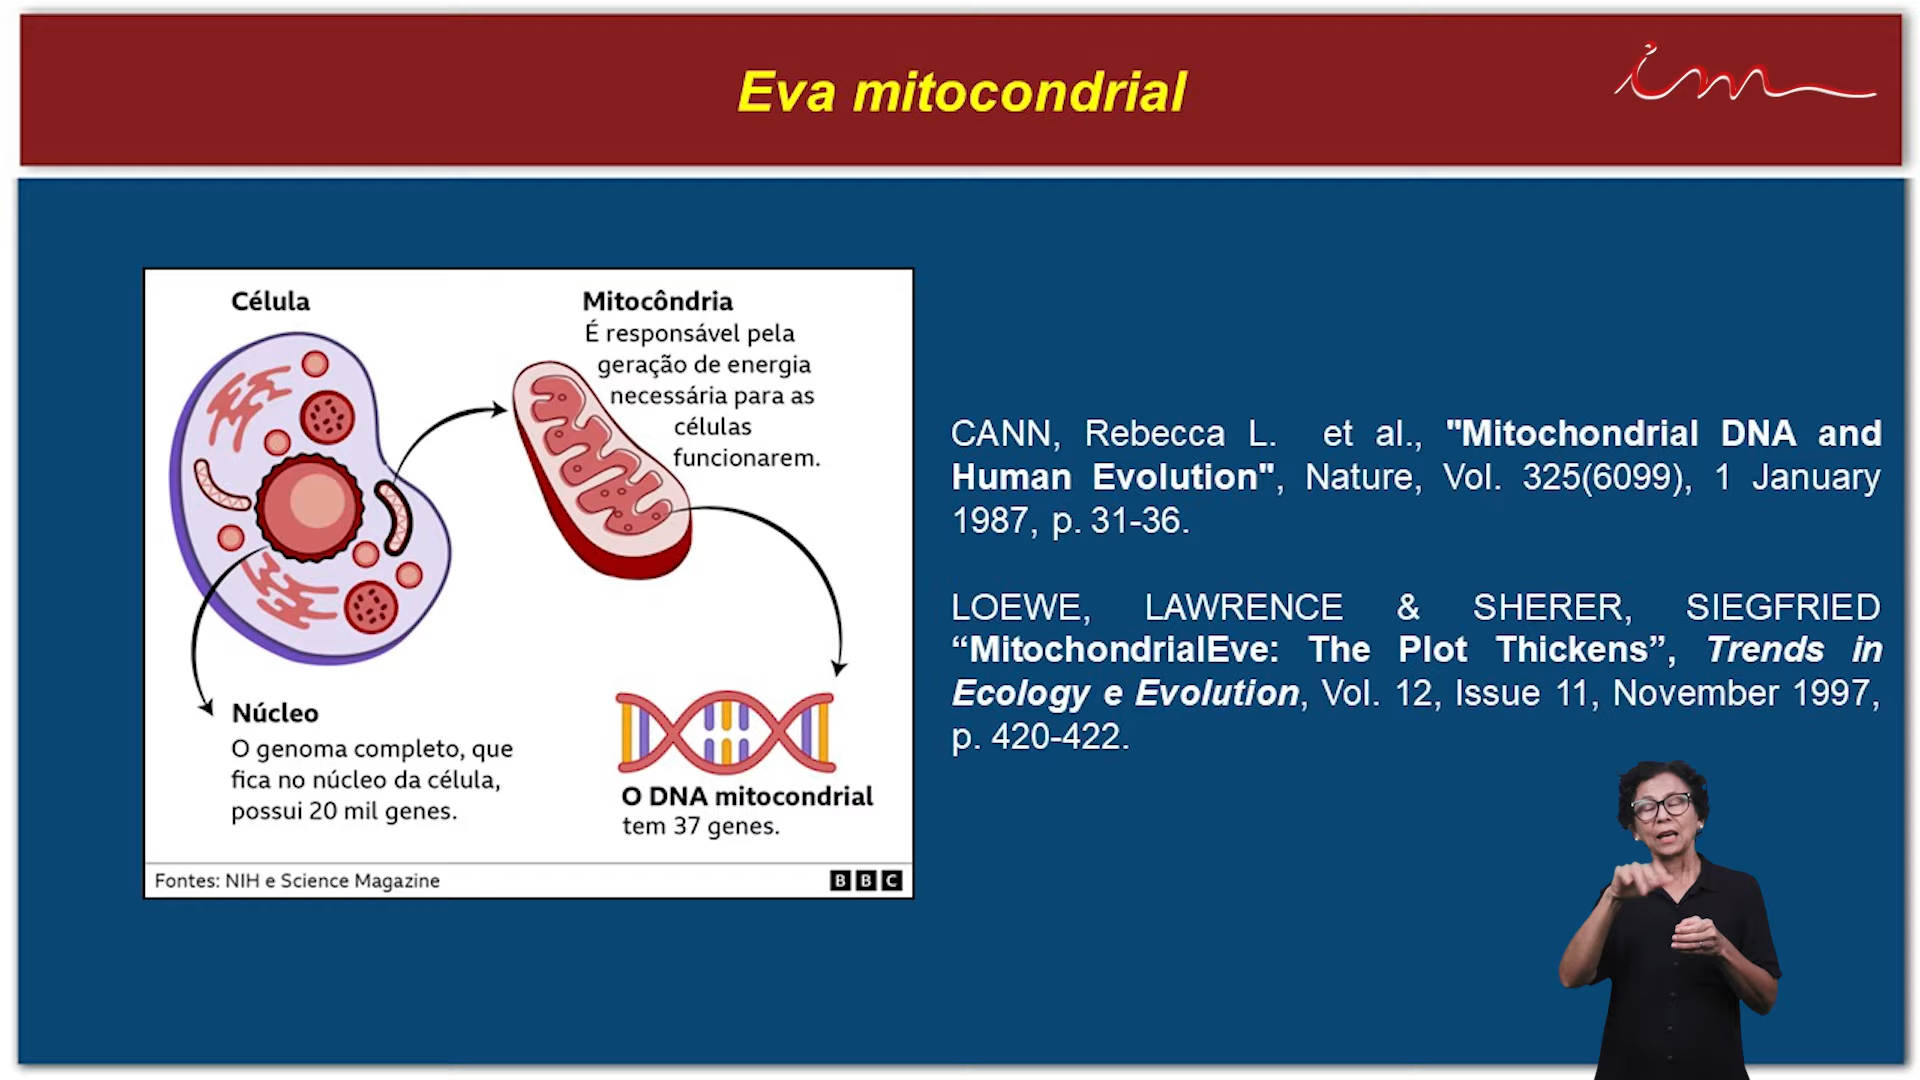 Eva mitocondrial
im
Célula
Mitocôndria
É responsável pela
geração de energia
necessária para as
células
funcionarem.
Núcleo
O genoma completo, que
fica no núcleo da célula,
possui 20 mil genes.
O DNA mitocondrial
tem 37 genes.
Fontes: NIH e Science Magazine
BBC
CANN, Rebecca L. et al., "Mitochondrial DNA and
Human Evolution", Nature, Vol. 325(6099), 1 January
1987, p. 31-36.
LOEWE, LAWRENCE & SHERER, SIEGFRIED
“MitochondrialEve: The Plot Thickens”, Trends in
Ecology e Evolution, Vol. 12, Issue 11, November 1997,
p. 420-422.